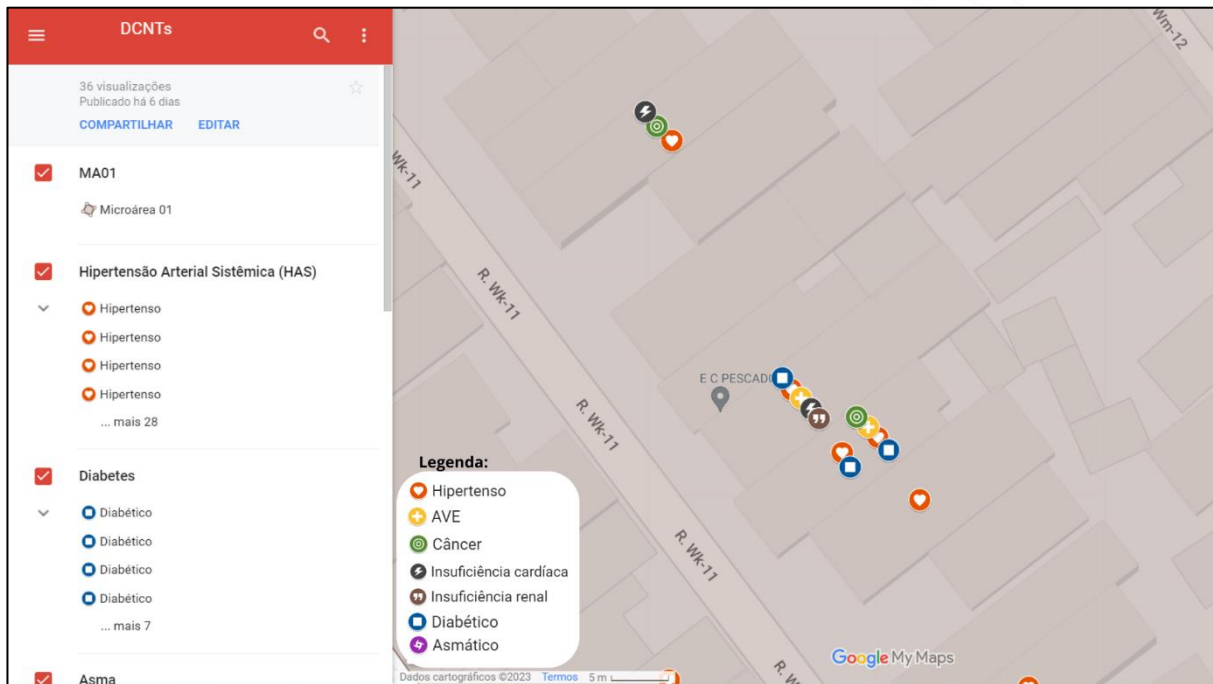 DCNTs
36 visualizações
Publicado há 6 dias
COMPARTILHAR EDITAR
MA01
Microárea 01
Hipertensão Arterial Sistêmica (HAS)
Hipertenso
Hipertenso
Hipertenso
Hipertenso
... mais 28
Diabetes
Diabético
Diabético
Diabético
Diabético
... mais 7
Asma
Wm-12
Wk-11
R. Wk-11
E C PESCADO
R. Wk-11
R. Wk-11
R. Wk
Legenda:
Hipertenso
AVE
Câncer
Insuficiência cardíaca
Insuficiência renal
Diabético
Asmático
Google My Maps
Dados cartográficos ©2023 Termos 5 m